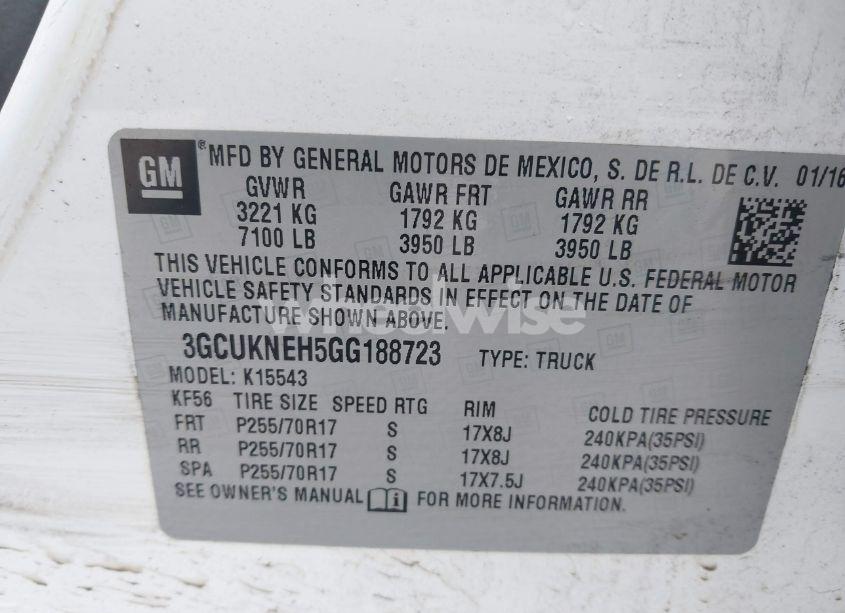 GM ® MFD BY GENERAL MOTORS DE MEXICO, S. DE R.L. DE C.V. 01/16
GVWR GAWR FRT GAWR RR
3221 KG 1792 KG 1792 KG
7100 LB 3950 LB 3950 LB
THIS VEHICLE CONFORMS TO ALL APPLICABLE U.S. FEDERAL MOTOR
VEHICLE SAFETY STANDARDS IN EFFECT ON THE DATE OF
MANUFACTURE SHOWN ABOVE.
wheelwise
3GCUKNEH5GG188723 TYPE: TRUCK
MODEL: K15543
KF56 TIRE SIZE SPEED RTG RIM COLD TIRE PRESSURE
FRT P255/70R17 S 17X8J 240KPA(35PSI)
RR P255/70R17 S 17X8J 240KPA(35PSI)
SPA P255/70R17 S 17X7.5J 240KPA(35PSI)
SEE OWNER'S MANUAL FOR MORE INFORMATION.